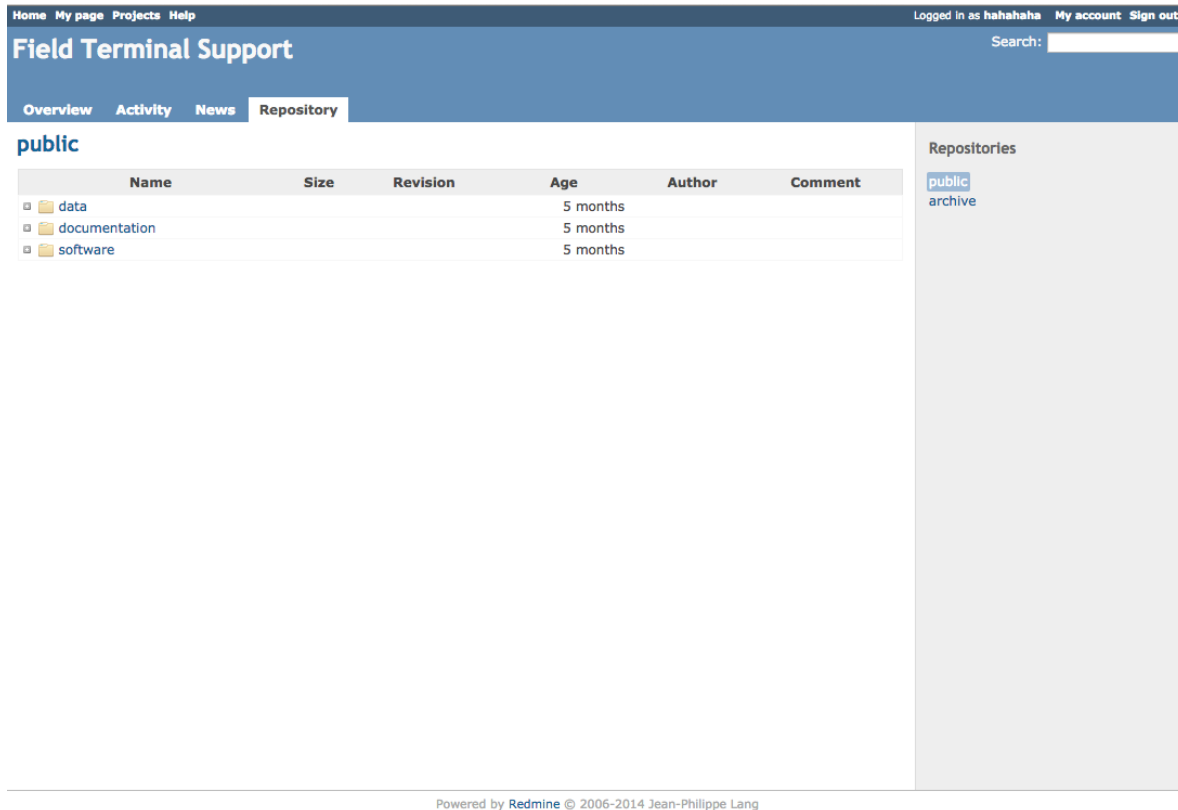 Home My page Projects Help Logged in as hahahaha My account Sign out
Field Terminal Support Search:
Overview Activity News Repository
public
Name Size Revision Age Author Comment
data 5 months
documentation 5 months
software 5 months
Repositories
public
archive
Powered by Redmine © 2006-2014 Jean-Philippe Lang